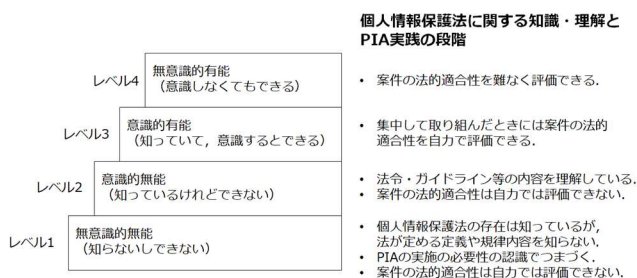 個人情報保護法に関する知識・理解と
PIA実践の段階
レベル4
無意識的有能
（意識しなくてもできる）
• 案件の法的適合性を難なく評価できる．
レベル3
意識的有能
（知っていて，意識するとできる）
• 集中して取り組んだときには案件の法的
適合性を自力で評価できる．
レベル2
意識的無能
（知っているけれどできない）
• 法令・ガイドライン等の内容を理解している．
• 案件の法的適合性は自力では評価できない．
レベル1
無意識的無能
（知らないしできない）
• 個人情報保護法の存在は知っているが，
法が定める定義や規律内容を知らない．
• PIAの実施の必要性の認識でつまづく．
• 案件の法的適合性は自力では評価できない．